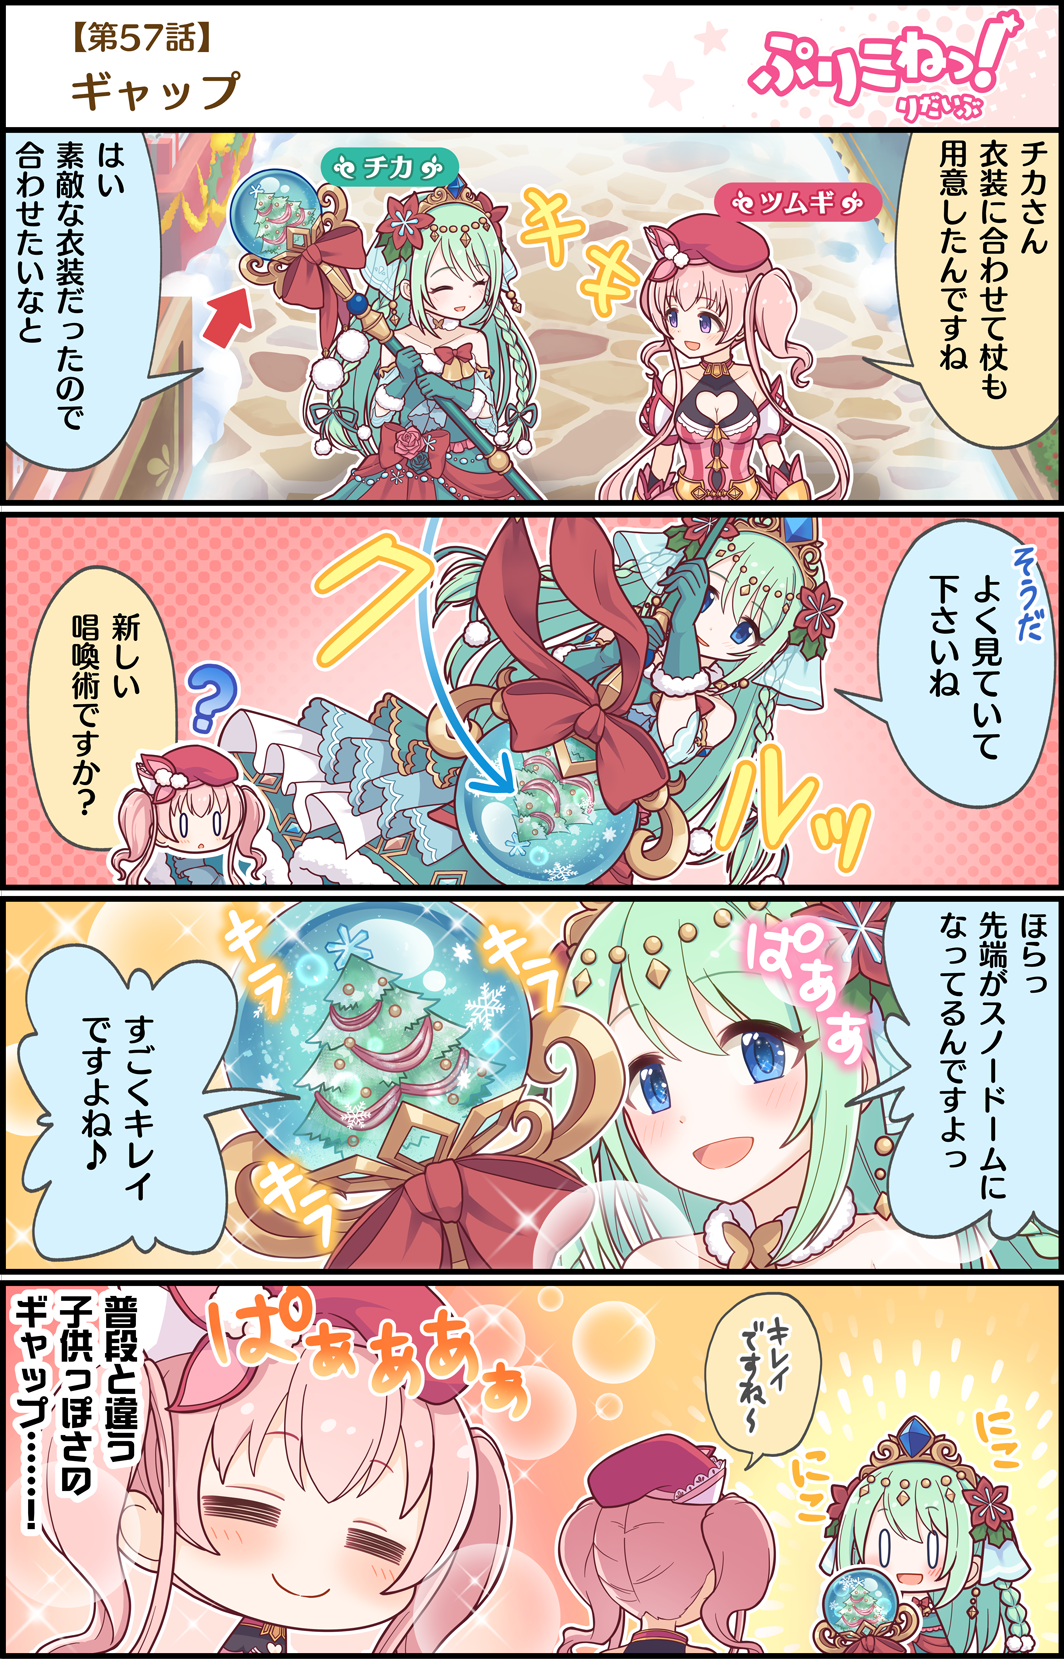 【第57話】
ギャップ
ぷりこねっ!
りだいぶ
チカさん
衣装に合わせて杖も
用意したんですね
ツムギ
メ
メ
チカ
はい
素敵な衣装だったので
合わせたいなと
そうだ
よく見ていて
下さいね
クルッ
新しい
唱喚術ですか?
?
ほらっ
先端がスノードームに
なってるんですよっ
ぱぁぁ
キラ
キラ
キラ
すごくキレイ
ですよね♪
にこ
にこ
キレイ
ですね〜
ぱぁぁぁぁ
普段と違う
子供っぽさの
ギャップ………!